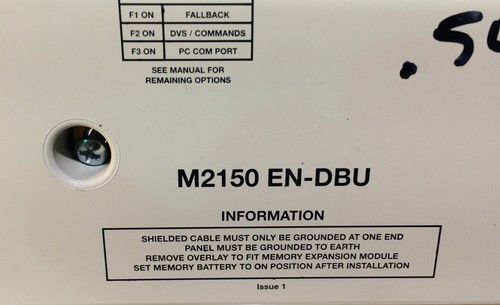 F1 ON FALLBACK
F2 ON DVS / COMMANDS
F3 ON PC COM PORT
SEE MANUAL FOR
REMAINING OPTIONS
M2150 EN-DBU
INFORMATION
SHIELDED CABLE MUST ONLY BE GROUNDED AT ONE END
PANEL MUST BE GROUNDED TO EARTH
REMOVE OVERLAY TO FIT MEMORY EXPANSION MODULE
SET MEMORY BATTERY TO ON POSITION AFTER INSTALLATION
Issue 1